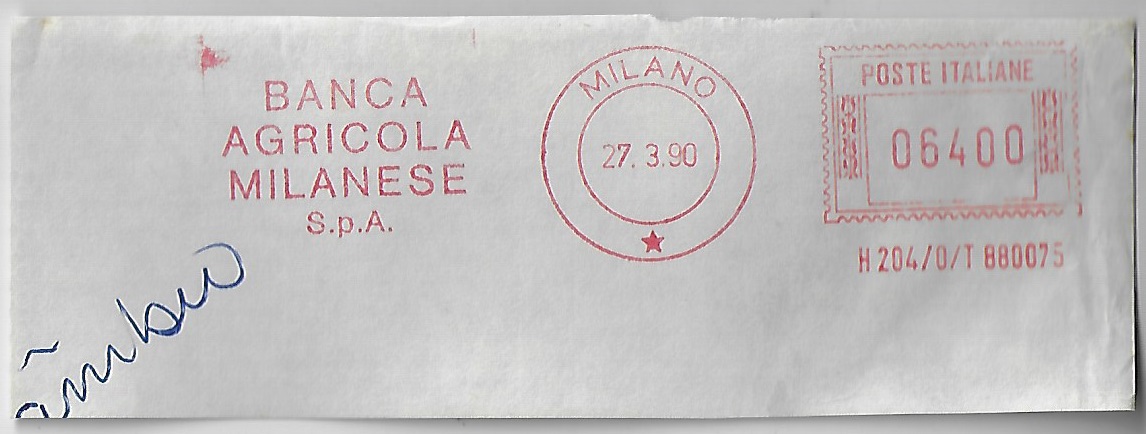 BANCA
AGRICOLA
MILANESE
S.p.A.
MILANO
27. 3.90
POSTE ITALIANE
06400
H 204/0/T 880075